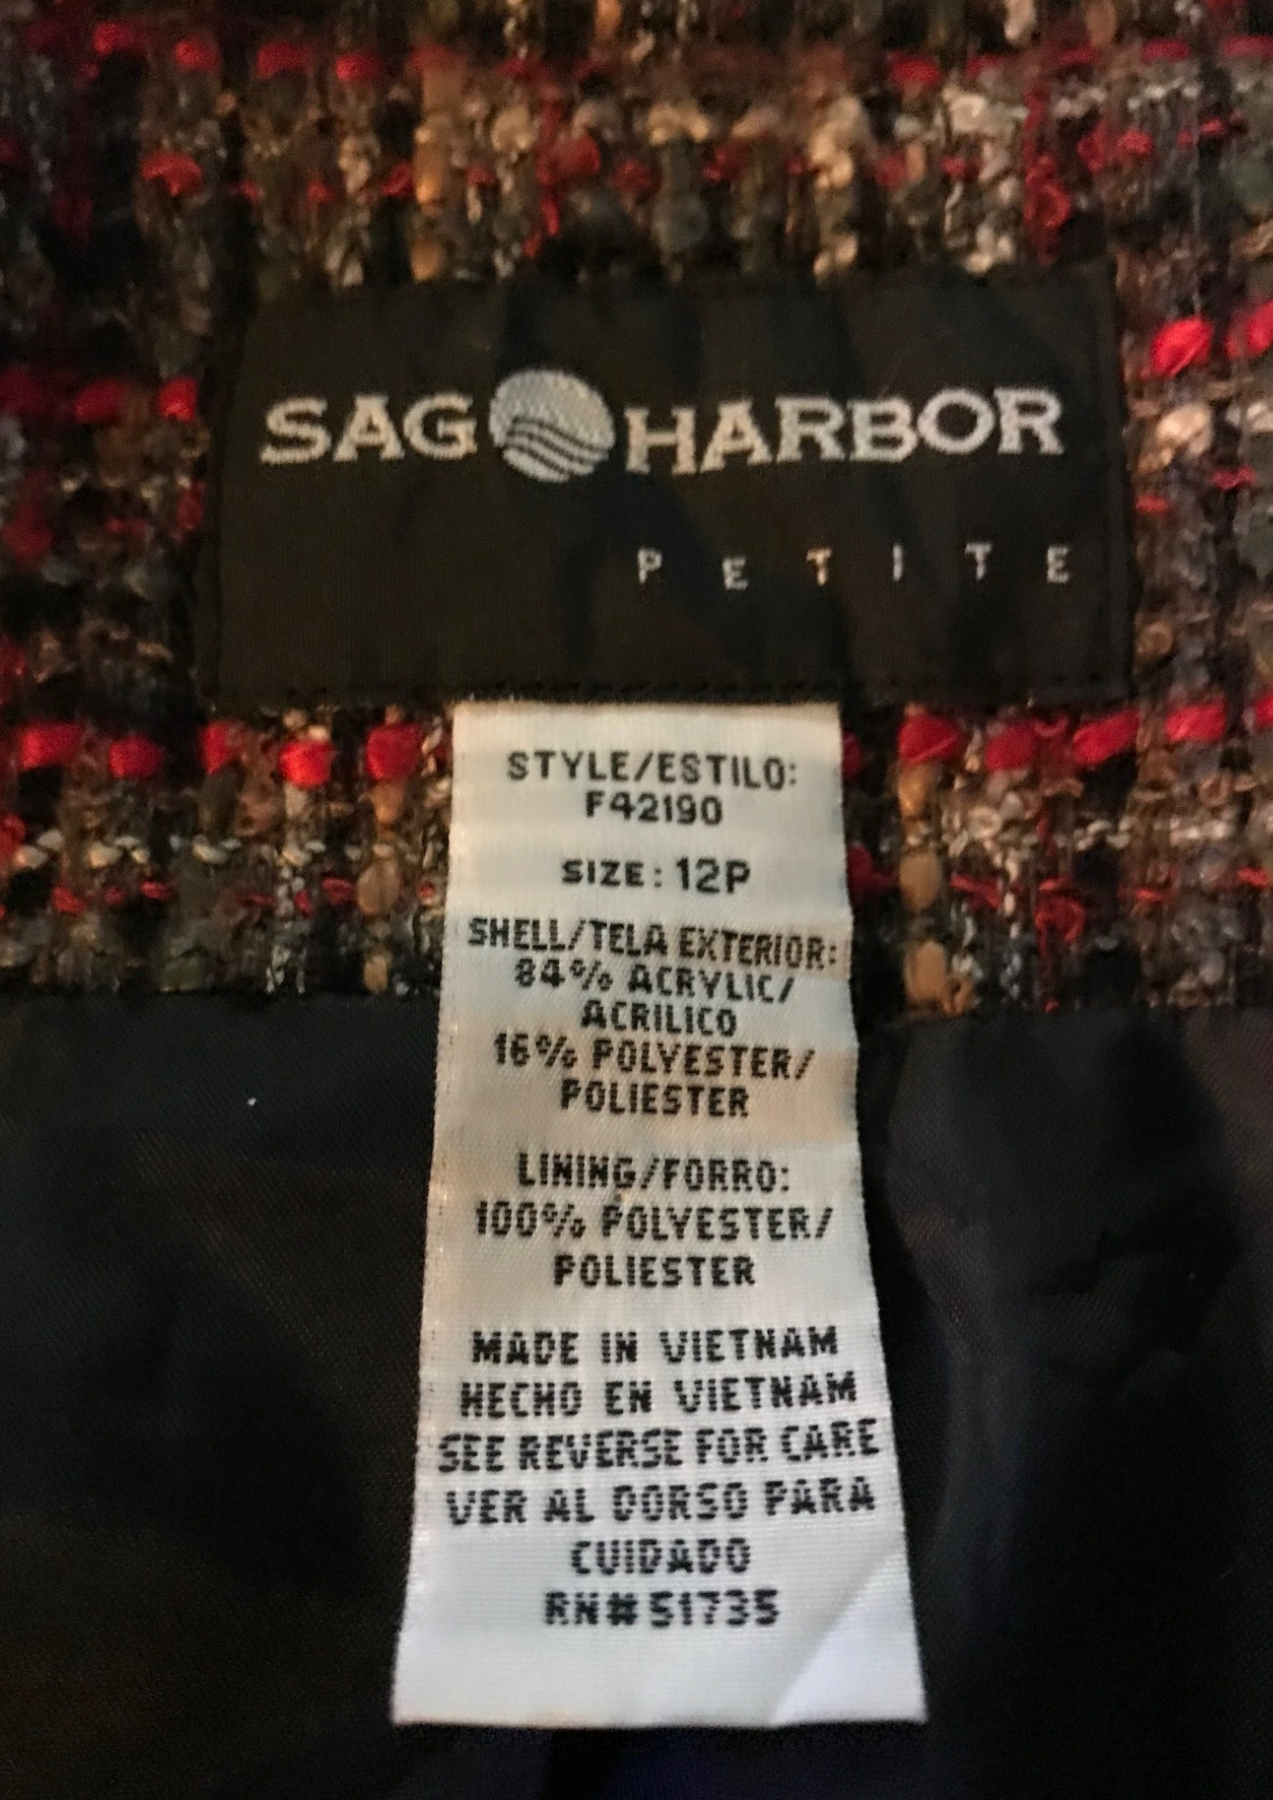 SAG HARBOR
PETITE
STYLE/ESTILO:
F42190
SIZE: 12P
SHELL/TELA EXTERIOR:
84% ACRYLIC/
ACRILICO
16% POLYESTER/
POLIESTER
LINING/FORRO:
100% POLYESTER/
POLIESTER
MADE IN VIETNAM
HECHO EN VIETNAM
SEE REVERSE FOR CARE
VER AL DORSO PARA
CUIDADO
RN# 51735